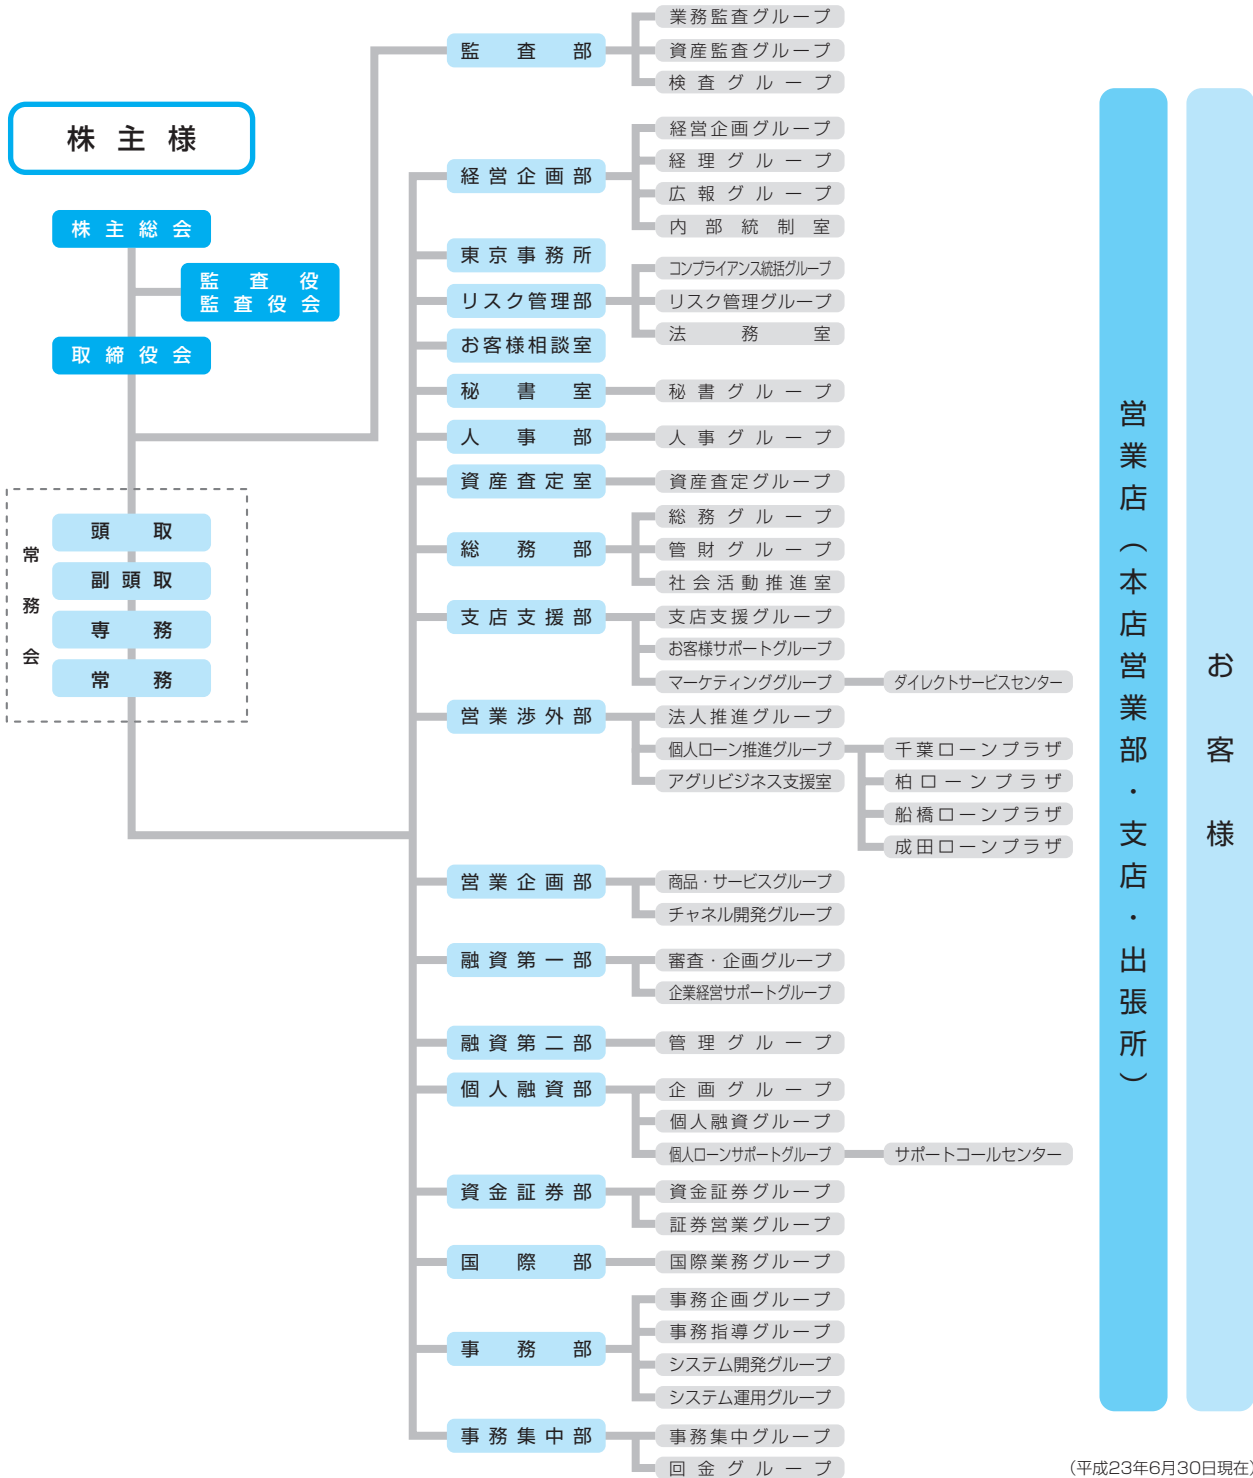 株主様
株主総会
監査役
監査役会
取締役会
常務会
頭取
副頭取
専務
常務
監査部
業務監査グループ
資産監査グループ
検査グループ
経営企画部
経営企画グループ
経理グループ
広報グループ
内部統制室
東京事務所
リスク管理部
コンプライアンス統括グループ
リスク管理グループ
法務室
お客様相談室
秘書室
秘書グループ
人事部
人事グループ
資産査定室
資産査定グループ
総務部
総務グループ
管財グループ
社会活動推進室
支店支援部
支店支援グループ
お客様サポートグループ
マーケティンググループ
ダイレクトサービスセンター
営業渉外部
法人推進グループ
個人ローン推進グループ
千葉ローンプラザ
柏ローンプラザ
船橋ローンプラザ
成田ローンプラザ
アグリビジネス支援室
営業企画部
商品・サービスグループ
チャネル開発グループ
融資第一部
審査・企画グループ
企業経営サポートグループ
融資第二部
管理グループ
個人融資部
企画グループ
個人融資グループ
個人ローンサポートグループ
サポートコールセンター
資金証券部
資金証券グループ
証券営業グループ
国際部
国際業務グループ
事務部
事務企画グループ
事務指導グループ
システム開発グループ
システム運用グループ
事務集中部
事務集中グループ
回金グループ
営業店（本店営業部・支店・出張所）
お客様
（平成23年6月30日現在）